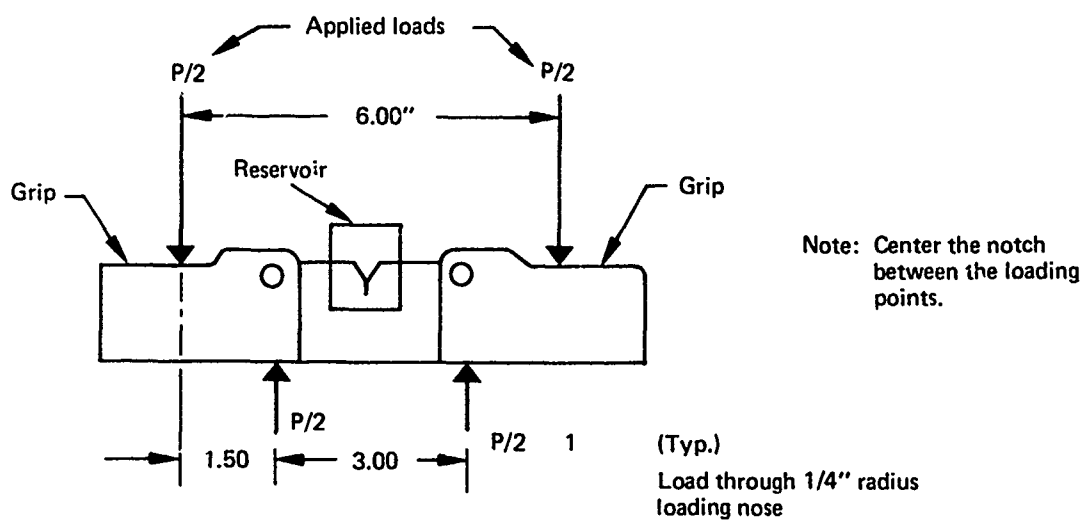 Applied loads
P/2
P/2
6.00"
Reservoir
Grip
Grip
Note: Center the notch
between the loading
points.
P/2
P/2 1 (Typ.)
1.50
3.00
Load through 1/4" radius
loading nose